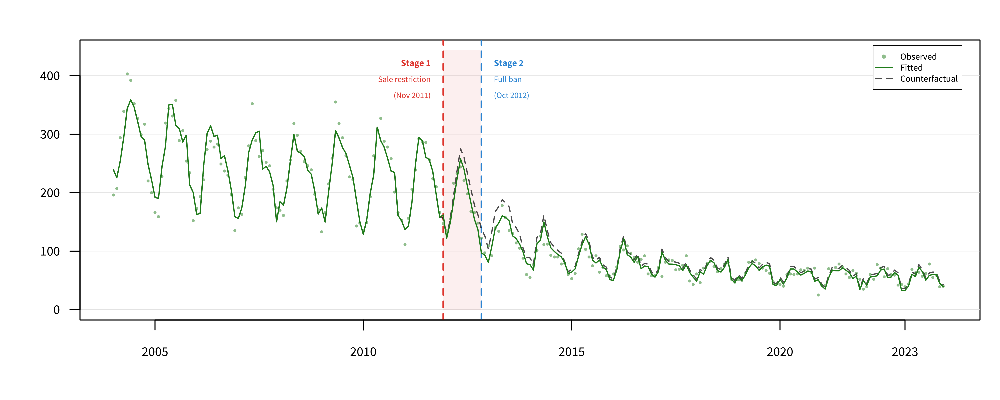 Stage 1
Sale restriction
(Nov 2011)
Stage 2
Full ban
(Oct 2012)
Observed
Fitted
Counterfactual
400
300
200
100
0
2005
2010
2015
2020
2023